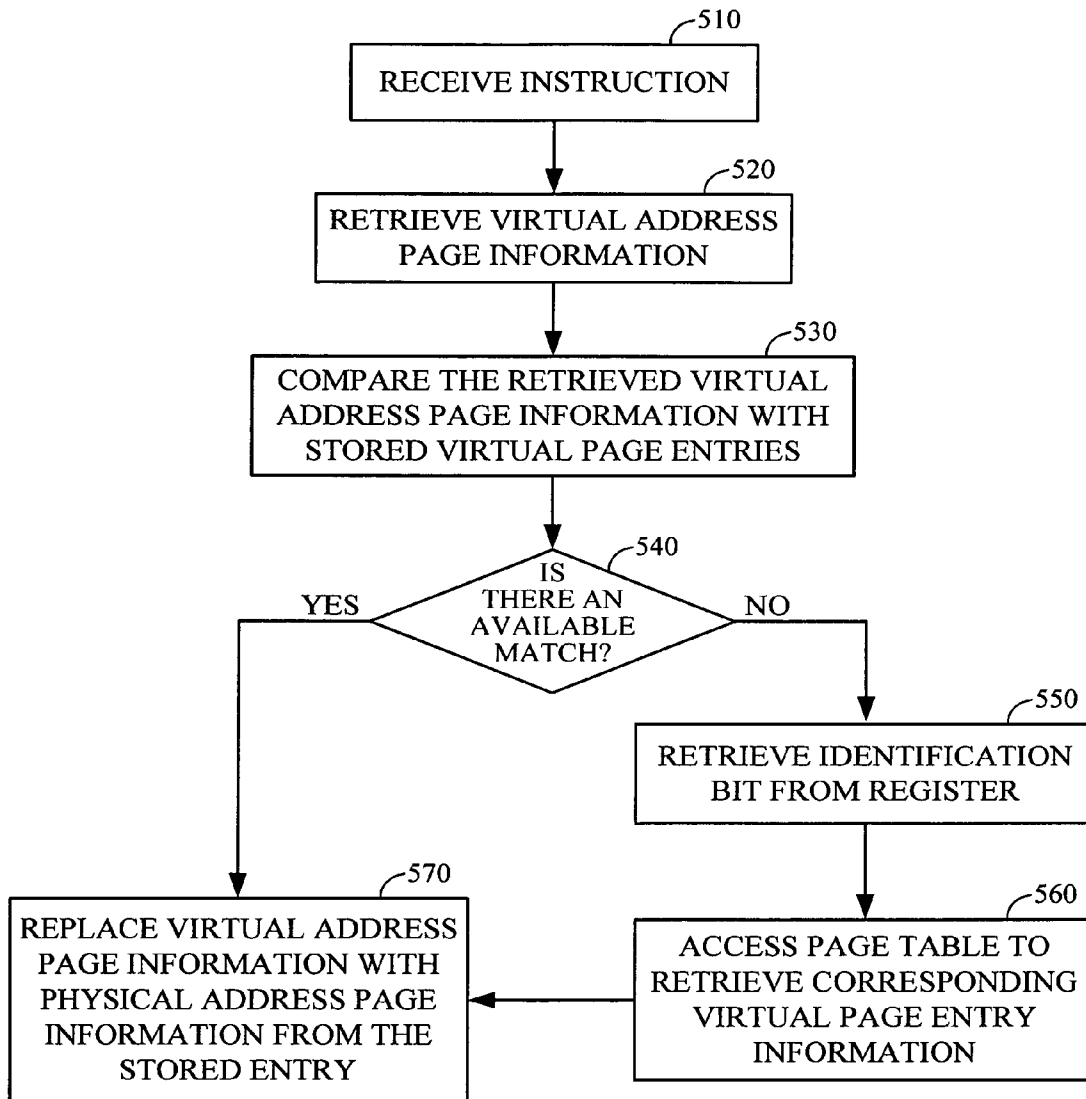 510
RECEIVE INSTRUCTION
520
RETRIEVE VIRTUAL ADDRESS
PAGE INFORMATION
530
COMPARE THE RETRIEVED VIRTUAL
ADDRESS PAGE INFORMATION WITH
STORED VIRTUAL PAGE ENTRIES
540
IS
THERE AN
AVAILABLE
MATCH?
YES
NO
550
RETRIEVE IDENTIFICATION
BIT FROM REGISTER
570
REPLACE VIRTUAL ADDRESS
PAGE INFORMATION WITH
PHYSICAL ADDRESS PAGE
INFORMATION FROM THE
STORED ENTRY
560
ACCESS PAGE TABLE TO
RETRIEVE CORRESPONDING
VIRTUAL PAGE ENTRY
INFORMATION